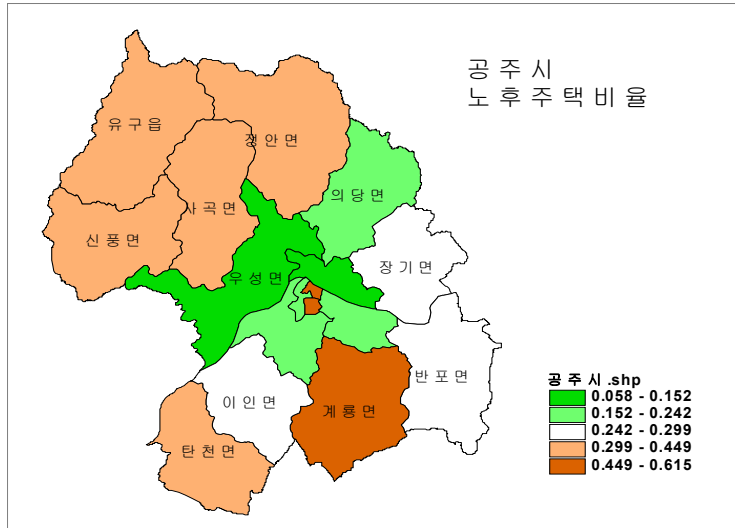 공 주 시
노 후 주 택 비 율
유 구 읍
정 안 면
의 당 면
사 곡 면
신 풍 면
장 기 면
우 성 면
반 포 면
이 인 면
계 룡 면
탄 천 면
공 주 시 .shp
0.058 - 0.152
0.152 - 0.242
0.242 - 0.299
0.299 - 0.449
0.449 - 0.615